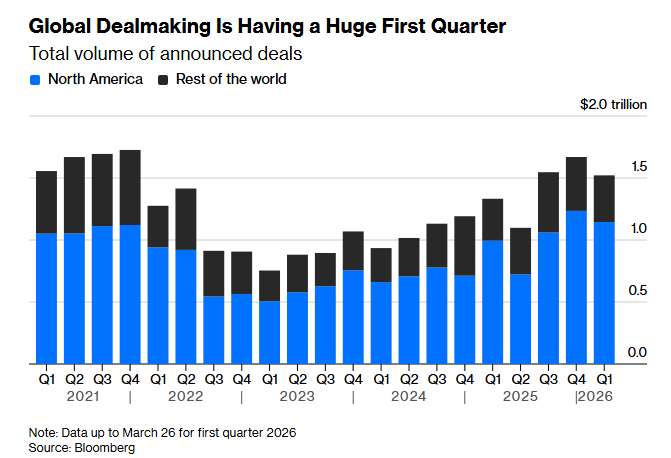 Global Dealmaking Is Having a Huge First Quarter
Total volume of announced deals
North America Rest of the world
$2.0 trillion
1.5
1.0
0.5
0.0
Q1 Q2 Q3 Q4 Q1 Q2 Q3 Q4 Q1 Q2 Q3 Q4 Q1 Q2 Q3 Q4 Q1 Q2 Q3 Q4 Q1
2021 | 2022 | 2023 | 2024 | 2025 | 2026
Note: Data up to March 26 for first quarter 2026
Source: Bloomberg